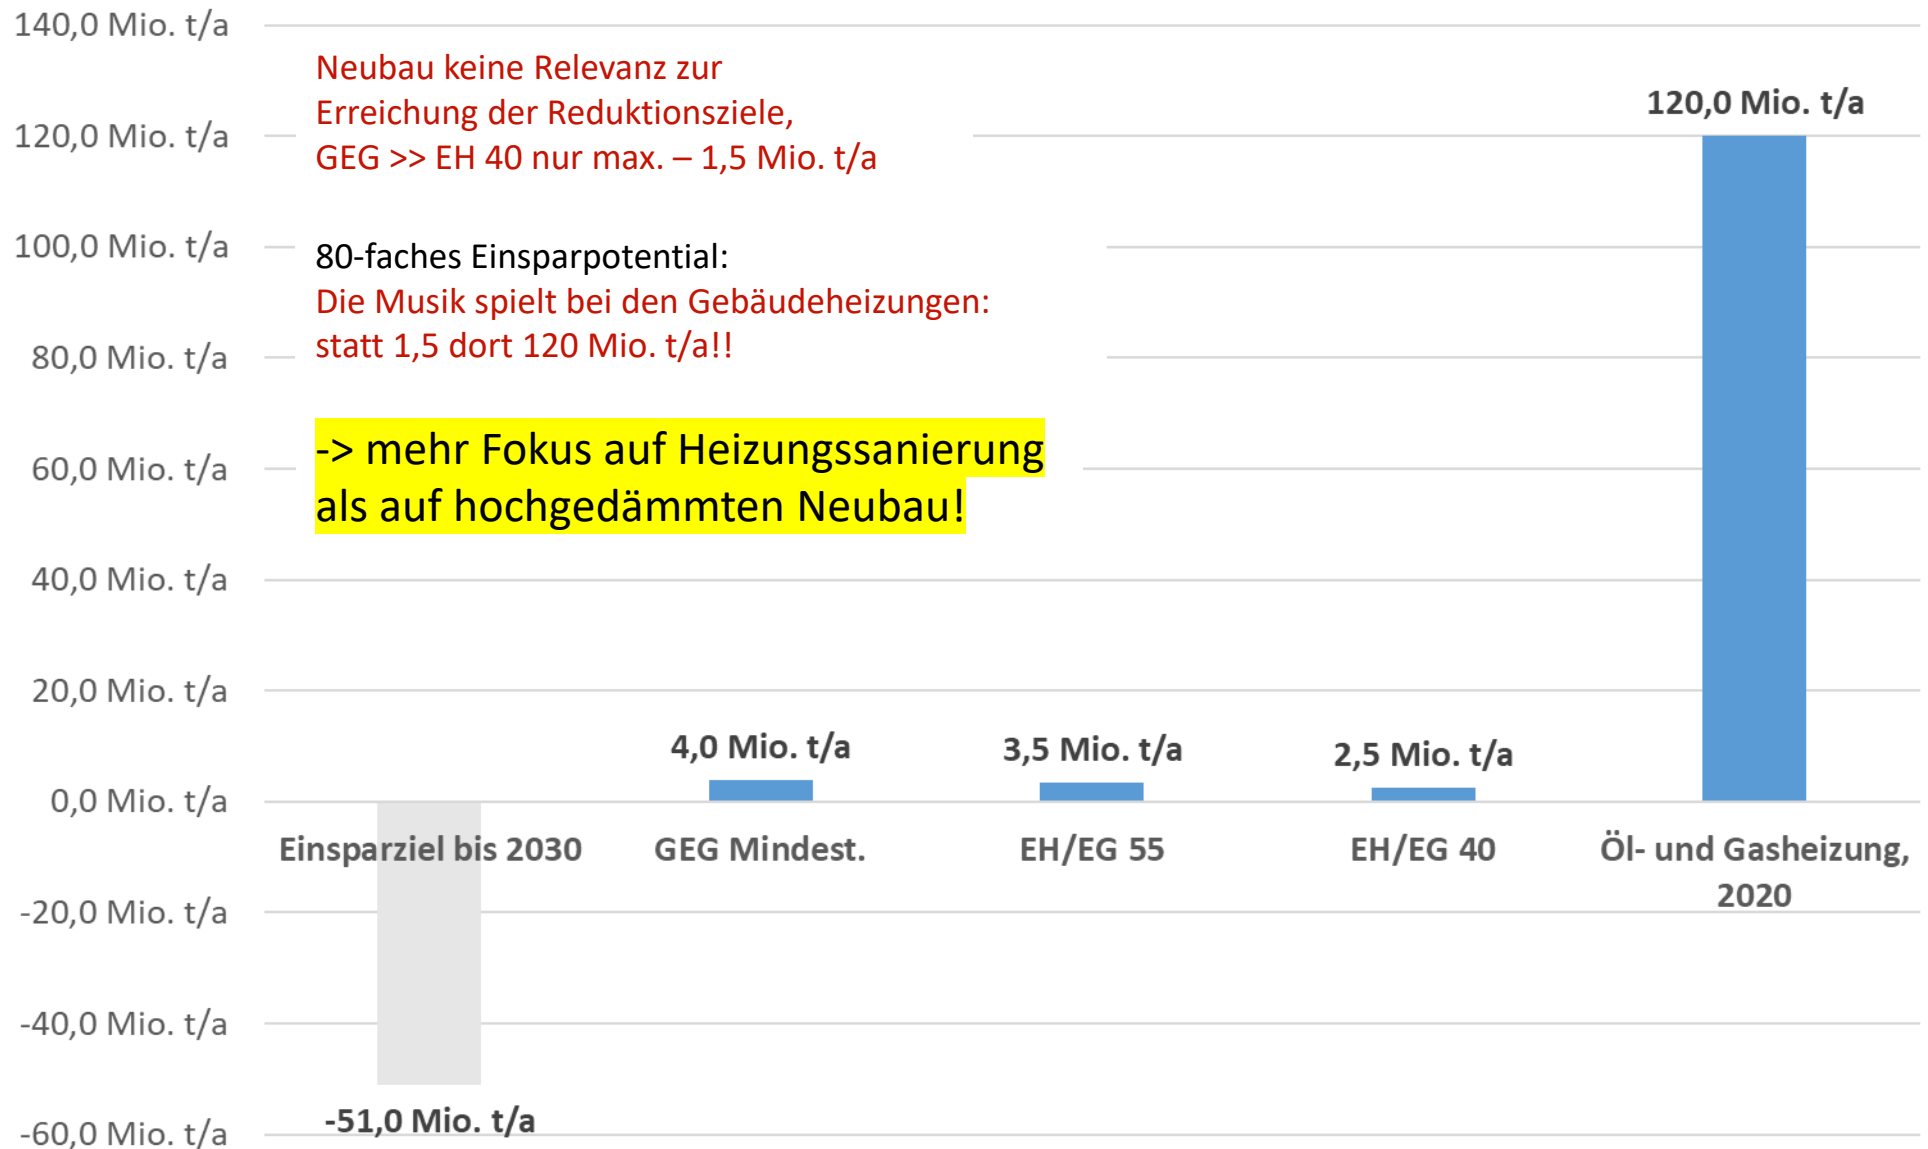 140,0 Mio. t/a
120,0 Mio. t/a
100,0 Mio. t/a
80,0 Mio. t/a
60,0 Mio. t/a
40,0 Mio. t/a
20,0 Mio. t/a
0,0 Mio. t/a
-20,0 Mio. t/a
-40,0 Mio. t/a
-60,0 Mio. t/a
Neubau keine Relevanz zur
Erreichung der Reduktionsziele,
GEG >> EH 40 nur max. – 1,5 Mio. t/a
80-faches Einsparpotential:
Die Musik spielt bei den Gebäudeheizungen:
statt 1,5 dort 120 Mio. t/a!!
-> mehr Fokus auf Heizungssanierung
als auf hochgedämmten Neubau!
120,0 Mio. t/a
4,0 Mio. t/a
3,5 Mio. t/a
2,5 Mio. t/a
Einsparziel bis 2030
GEG Mindest.
EH/EG 55
EH/EG 40
Öl- und Gasheizung,
2020
-51,0 Mio. t/a